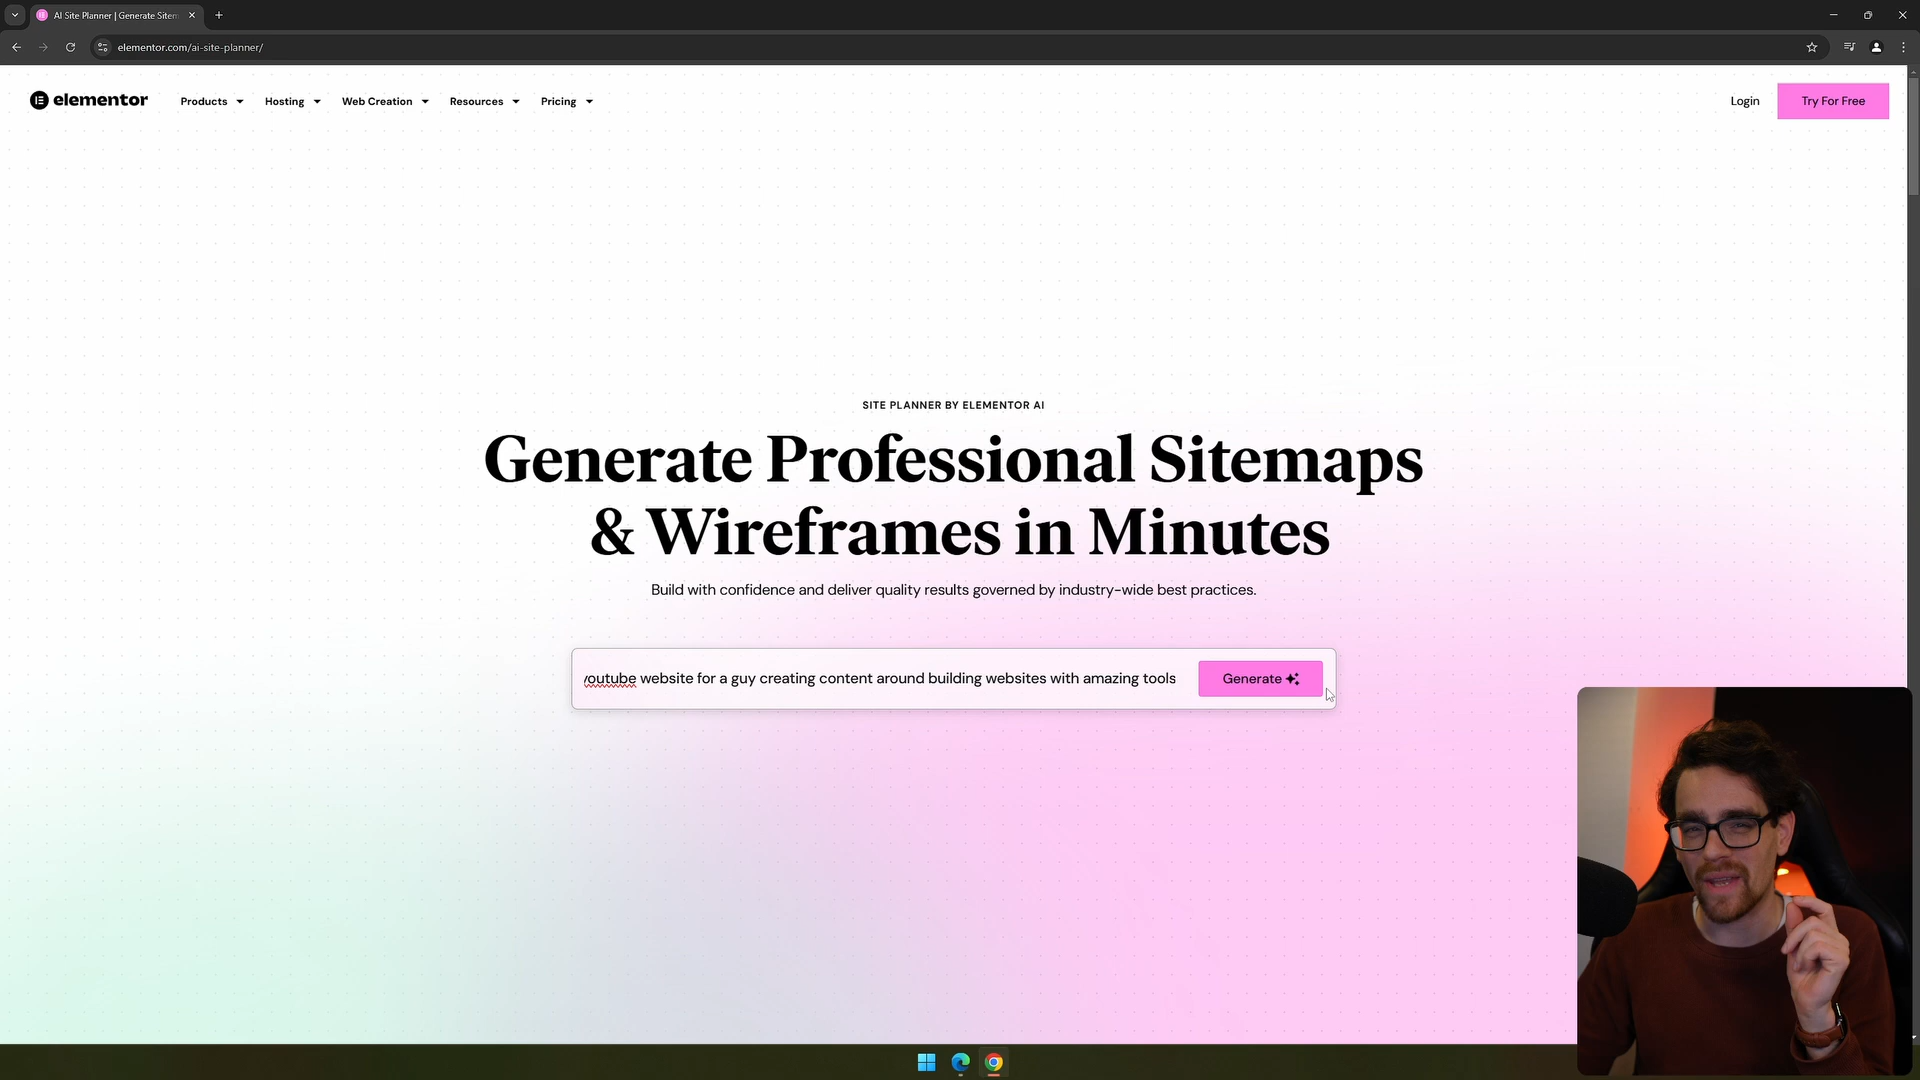 AI Site Planner | Generate Sitem
elementor.com/ai-site-planner/
elementor
Products
Hosting
Web Creation
Resources
Pricing
Login
Try For Free
SITE PLANNER BY ELEMENTOR AI
Generate Professional Sitemaps
& Wireframes in Minutes
Build with confidence and deliver quality results governed by industry-wide best practices.
youtube website for a guy creating content around building websites with amazing tools
Generate